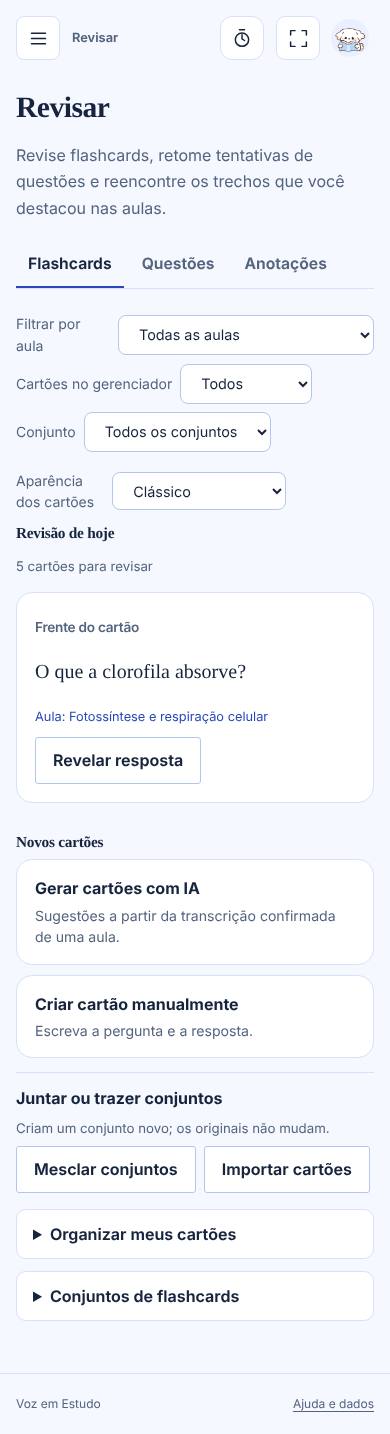 Revisar
Revisar
Revise flashcards, retome tentativas de
questões e reencontre os trechos que você
destacou nas aulas.
Flashcards Questões Anotações
Filtrar por
aula
Todas as aulas
Cartões no gerenciador Todos
Conjunto Todos os conjuntos
Aparência
dos cartões
Clássico
Revisão de hoje
5 cartões para revisar
Frente do cartão
O que a clorofila absorve?
Aula: Fotossíntese e respiração celular
Revelar resposta
Novos cartões
Gerar cartões com IA
Sugestões a partir da transcrição confirmada
de uma aula.
Criar cartão manualmente
Escreva a pergunta e a resposta.
Juntar ou trazer conjuntos
Criam um conjunto novo; os originais não mudam.
Mesclar conjuntos Importar cartões
Organizar meus cartões
Conjuntos de flashcards
Voz em Estudo Ajuda e dados